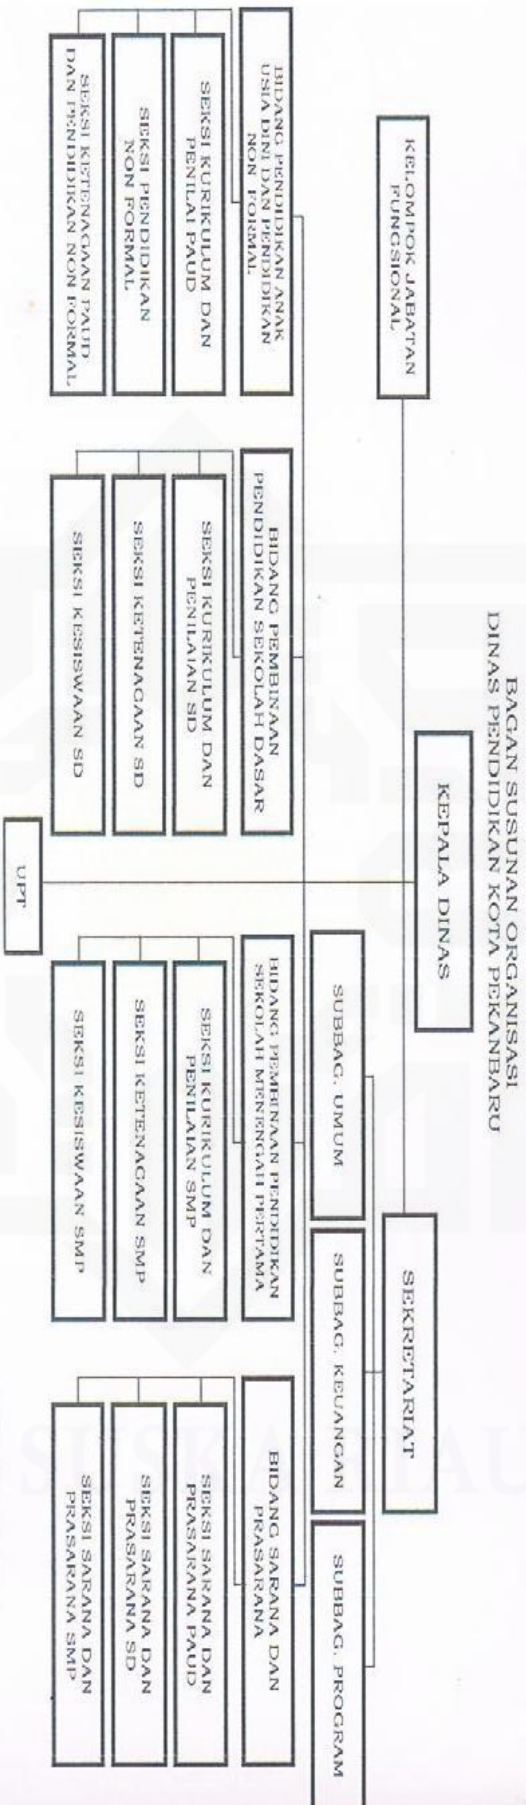 BAGAN SUSUNAN ORGANISASI
DINAS PENDIDIKAN KOTA PEKANBARU
KEPALA DINAS
KELOMPOK JABATAN
FUNGSIONAL
SEKRETARIAT
SUBBAG. UMUM
SUBBAG. KEUANGAN
SUBBAG. PROGRAM
BIDANG PENDIDIKAN ANAK
USIA DINI DAN PENDIDIKAN
NON FORMAL
SEKSI KURIKULUM DAN
PENILAI PAUD
SEKSI PENDIDIKAN
NON FORMAL
SEKSI KETENAGAAN PAUD
DAN PENDIDIKAN NON FORMAL
BIDANG PEMBINAAN
PENDIDIKAN SEKOLAH DASAR
SEKSI KURIKULUM DAN
PENILAIAN SD
SEKSI KETENAGAAN SD
SEKSI KESISWAAN SD
BIDANG PEMBINAAN PENDIDIKAN
SEKOLAH MENENGAH PERTAMA
SEKSI KURIKULUM DAN
PENILAIAN SMP
SEKSI KETENAGAAN SMP
SEKSI KESISWAAN SMP
BIDANG SARANA DAN
PRASARANA
SEKSI SARANA DAN
PRASARANA PAUD
SEKSI SARANA DAN
PRASARANA SD
SEKSI SARANA DAN
PRASARANA SMP
UPT
SUSKA RIAU